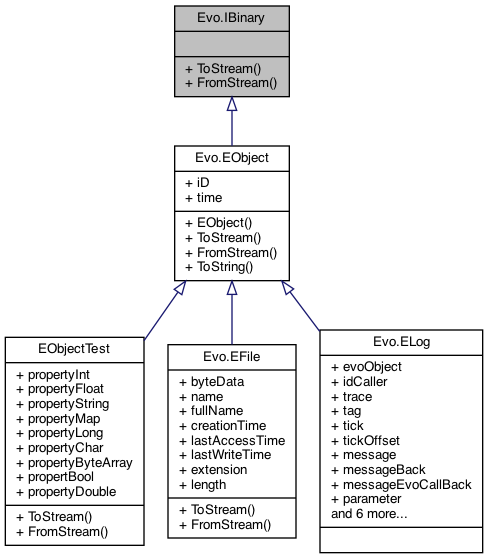 Evo.IBinary
+ ToStream()
+ FromStream()
Evo.EObject
+ iD
+ time
+ EObject()
+ ToStream()
+ FromStream()
+ ToString()
EObjectTest
+ propertyInt
+ propertyFloat
+ propertyString
+ propertyMap
+ propertyLong
+ propertyChar
+ propertyByteArray
+ propertBool
+ propertyDouble
+ ToStream()
+ FromStream()
Evo.EFile
+ byteData
+ name
+ fullName
+ creationTime
+ lastAccessTime
+ lastWriteTime
+ extension
+ length
+ ToStream()
+ FromStream()
Evo.ELog
+ evoObject
+ idCaller
+ trace
+ tag
+ tick
+ tickOffset
+ message
+ messageBack
+ messageEvoCallBack
+ parameter
and 6 more...